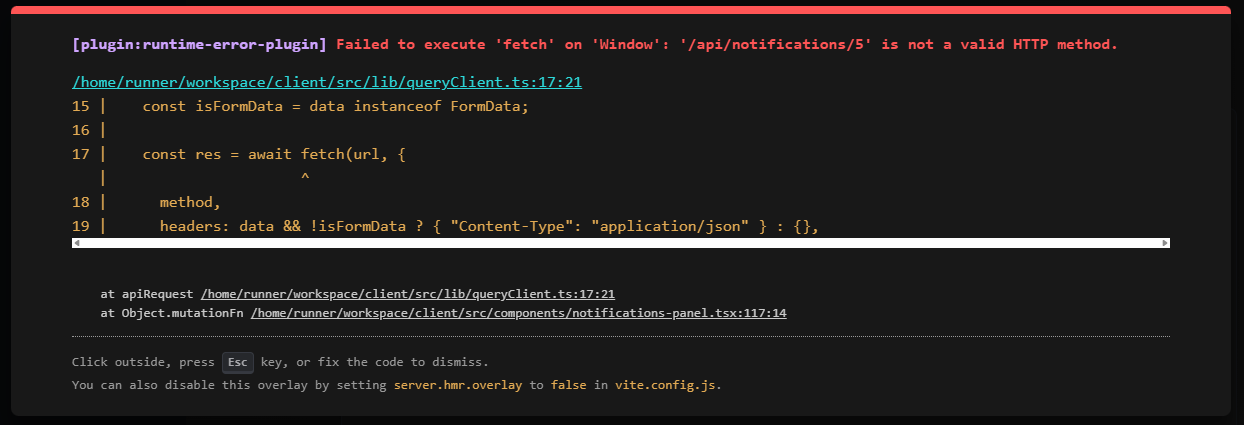 [plugin:runtime-error-plugin] Failed to execute 'fetch' on 'Window': '/api/notifications/5' is not a valid HTTP method.
/home/runner/workspace/client/src/lib/queryClient.ts:17:21
15 |    const isFormData = data instanceof FormData;
16 |
17 |    const res = await fetch(url, {
   |                      ^
18 |      method,
19 |      headers: data && !isFormData ? { "Content-Type": "application/json" } : {},
at apiRequest /home/runner/workspace/client/src/lib/queryClient.ts:17:21
at Object.mutationFn /home/runner/workspace/client/src/components/notifications-panel.tsx:117:14
Click outside, press Esc key, or fix the code to dismiss.
You can also disable this overlay by setting server.hmr.overlay to false in vite.config.js.